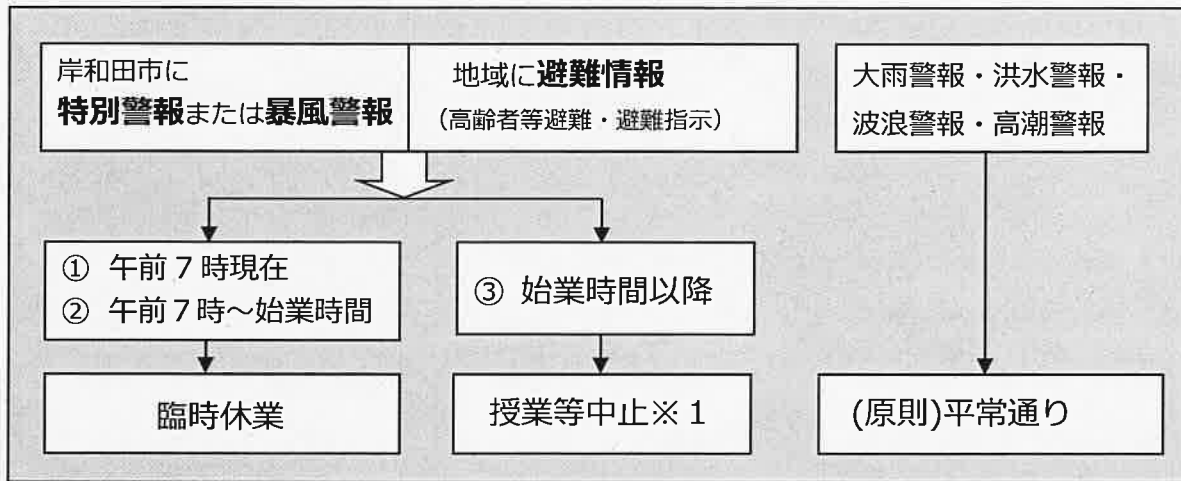 岸和田市に
特別警報または暴風警報
地域に避難情報
（高齢者等避難・避難指示）
大雨警報・洪水警報・
波浪警報・高潮警報
① 午前７時現在
② 午前７時～始業時間
③ 始業時間以降
臨時休業
授業等中止※１
(原則)平常通り